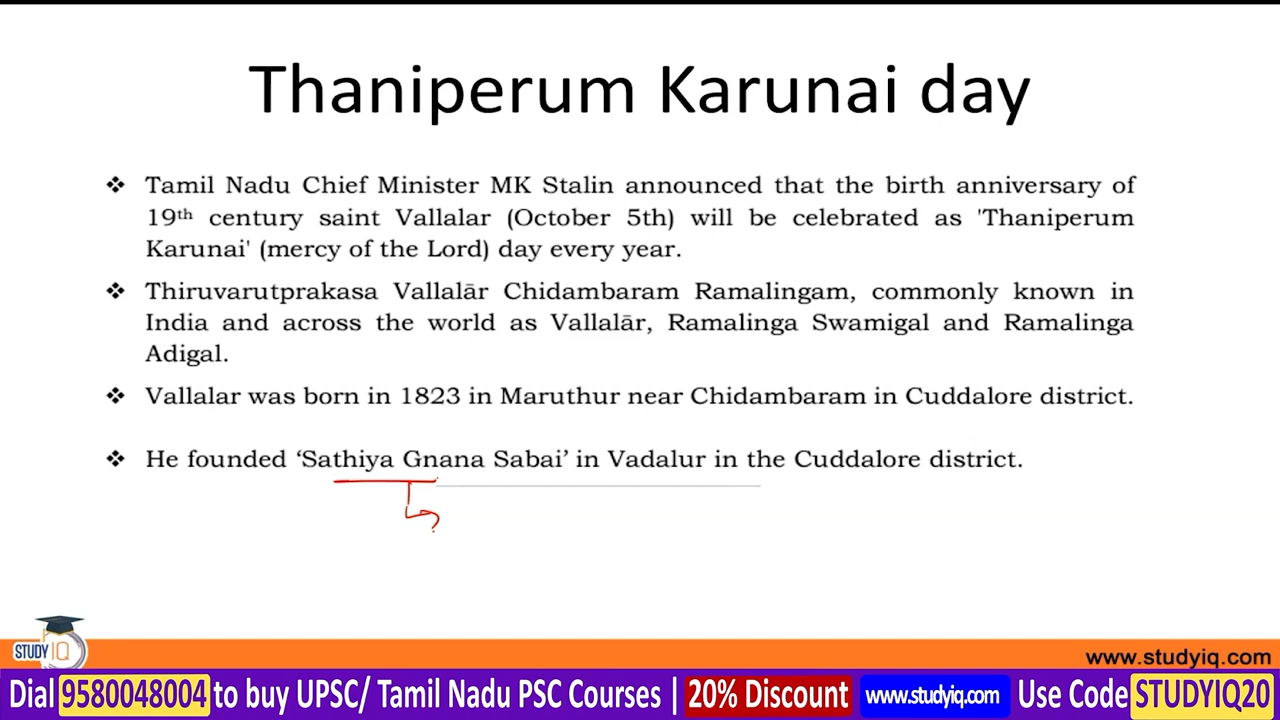 Thaniperum Karunai day
❖ Tamil Nadu Chief Minister MK Stalin announced that the birth anniversary of
19th century saint Vallalar (October 5th) will be celebrated as 'Thaniperum
Karunai' (mercy of the Lord) day every year.
❖ Thiruvarutprakasa Vallalār Chidambaram Ramalingam, commonly known in
India and across the world as Vallalār, Ramalinga Swamigal and Ramalinga
Adigal.
❖ Vallalar was born in 1823 in Maruthur near Chidambaram in Cuddalore district.
❖ He founded ‘Sathiya Gnana Sabai’ in Vadalur in the Cuddalore district.
STUDY IQ
www.studyiq.com
Dial 9580048004 to buy UPSC/ Tamil Nadu PSC Courses | 20% Discount www.studyiq.com Use Code STUDYIQ20